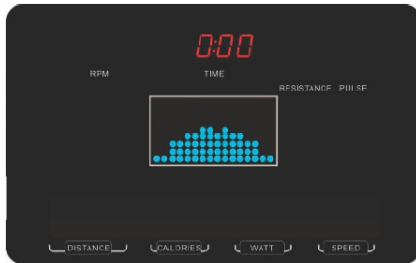 0:00
RPM TIME
RESISTANCE PULSE
DISTANCE CALORIES WATT SPEED